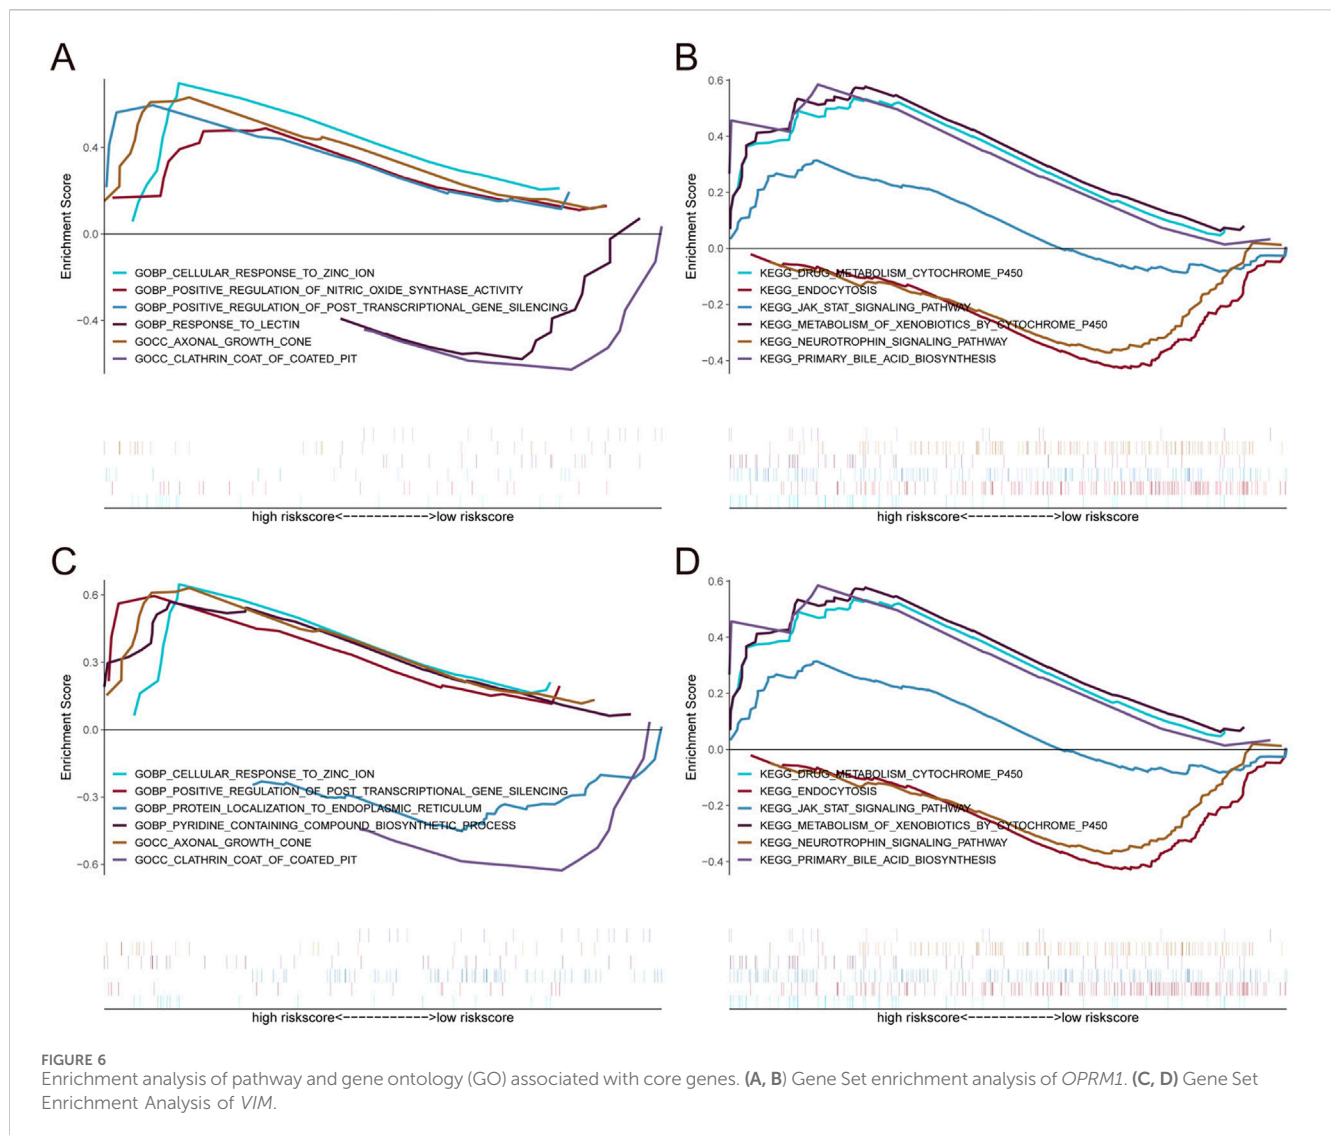 A
Enrichment Score
0.4
0.0
−0.4
GOBP_CELLULAR_RESPONSE_TO_ZINC_ION
GOBP_POSITIVE_REGULATION_OF_NITRIC_OXIDE_SYNTHASE_ACTIVITY
GOBP_POSITIVE_REGULATION_OF_POST_TRANSCRIPTIONAL_GENE_SILENCING
GOBP_RESPONSE_TO_LECTIN
GOCC_AXONAL_GROWTH_CONE
GOCC_CLATHRIN_COAT_OF_COATED_PIT
high riskscore<----------->low riskscore
B
Enrichment Score
0.6
0.4
0.2
0.0
−0.2
−0.4
KEGG_DRUG_METABOLISM_CYTOCHROME_P450
KEGG_ENDOCYTOSIS
KEGG_JAK_STAT_SIGNALING_PATHWAY
KEGG_METABOLISM_OF_XENOBIOTICS_BY_CYTOCHROME_P450
KEGG_NEUROTROPHIN_SIGNALING_PATHWAY
KEGG_PRIMARY_BILE_ACID_BIOSYNTHESIS
high riskscore<----------->low riskscore
C
Enrichment Score
0.6
0.3
0.0
−0.3
−0.6
GOBP_CELLULAR_RESPONSE_TO_ZINC_ION
GOBP_POSITIVE_REGULATION_OF_POST_TRANSCRIPTIONAL_GENE_SILENCING
GOBP_PROTEIN_LOCALIZATION_TO_ENDOPLASMIC_RETICULUM
GOBP_PYRIDINE_CONTAINING_COMPOUND_BIOSYNTHETIC_PROCESS
GOCC_AXONAL_GROWTH_CONE
GOCC_CLATHRIN_COAT_OF_COATED_PIT
high riskscore<----------->low riskscore
D
Enrichment Score
0.6
0.4
0.2
0.0
−0.2
−0.4
KEGG_DRUG_METABOLISM_CYTOCHROME_P450
KEGG_ENDOCYTOSIS
KEGG_JAK_STAT_SIGNALING_PATHWAY
KEGG_METABOLISM_OF_XENOBIOTICS_BY_CYTOCHROME_P450
KEGG_NEUROTROPHIN_SIGNALING_PATHWAY
KEGG_PRIMARY_BILE_ACID_BIOSYNTHESIS
high riskscore<----------->low riskscore
FIGURE 6
Enrichment analysis of pathway and gene ontology (GO) associated with core genes. (A, B) Gene Set enrichment analysis of OPRM1. (C, D) Gene Set
Enrichment Analysis of VIM.